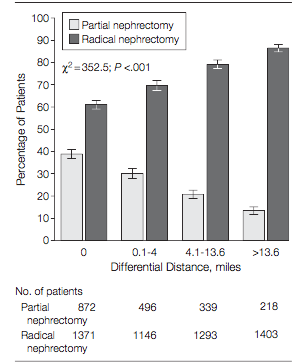 100
90
80
70
60
50
40
30
20
10
0
Percentage of Patients
Partial nephrectomy
Radical nephrectomy
χ²=352.5; P <.001
0 0.1-4 4.1-13.6 >13.6
Differential Distance, miles
No. of patients
Partial 872 496 339 218
nephrectomy
Radical 1371 1146 1293 1403
nephrectomy